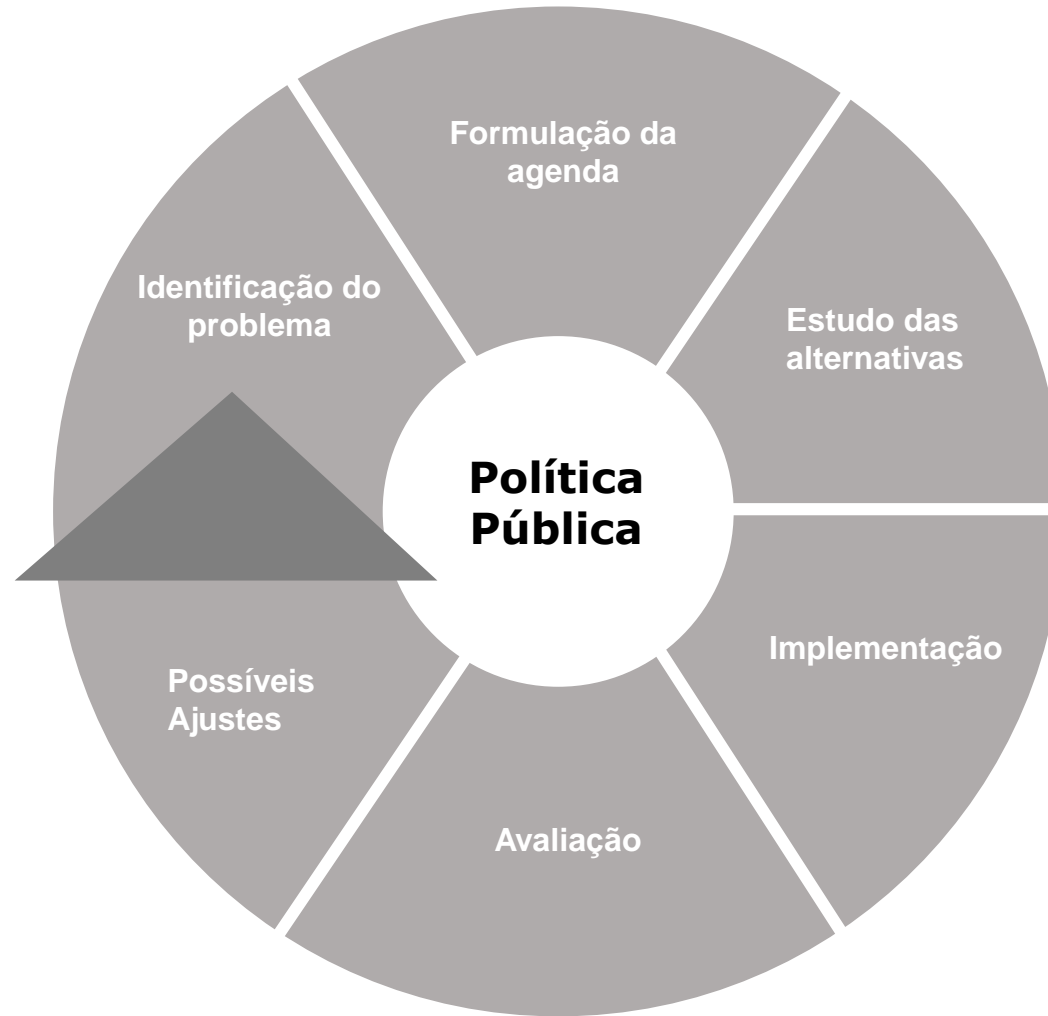 Formulação da
agenda
Identificação do
problema
Estudo das
alternativas
Política
Pública
Implementação
Possíveis
Ajustes
Avaliação